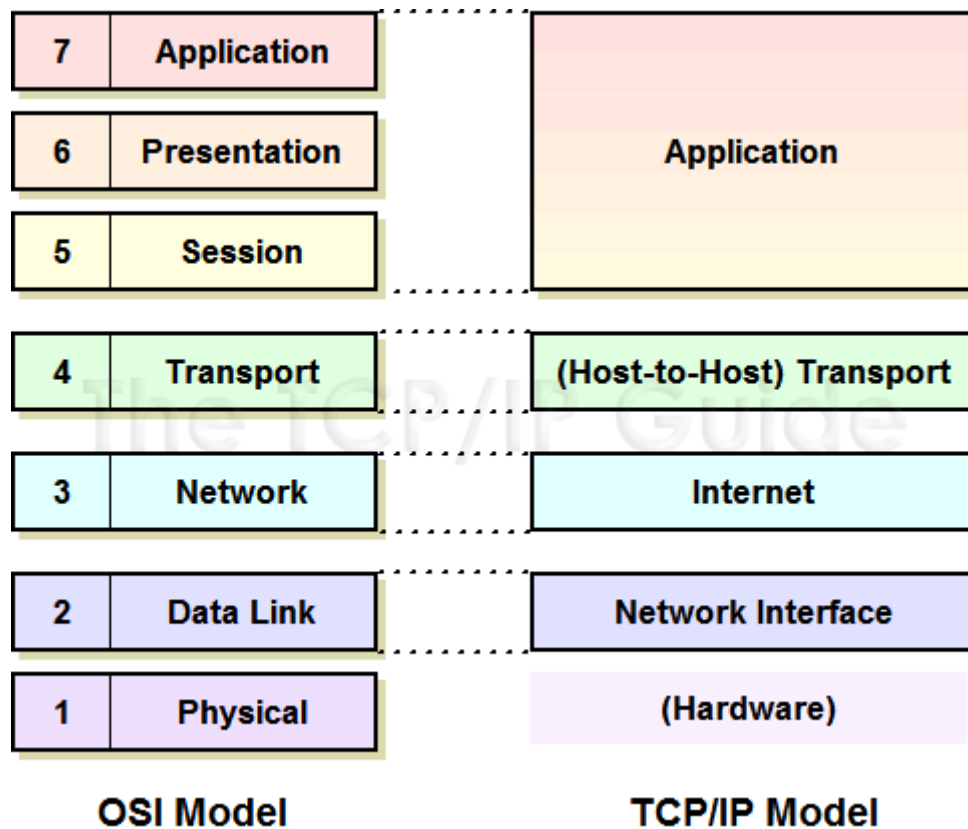 7 Application
6 Presentation
5 Session
Application
4 Transport
(Host-to-Host) Transport
The TCP/IP Guide
3 Network
Internet
2 Data Link
Network Interface
1 Physical
(Hardware)
OSI Model
TCP/IP Model